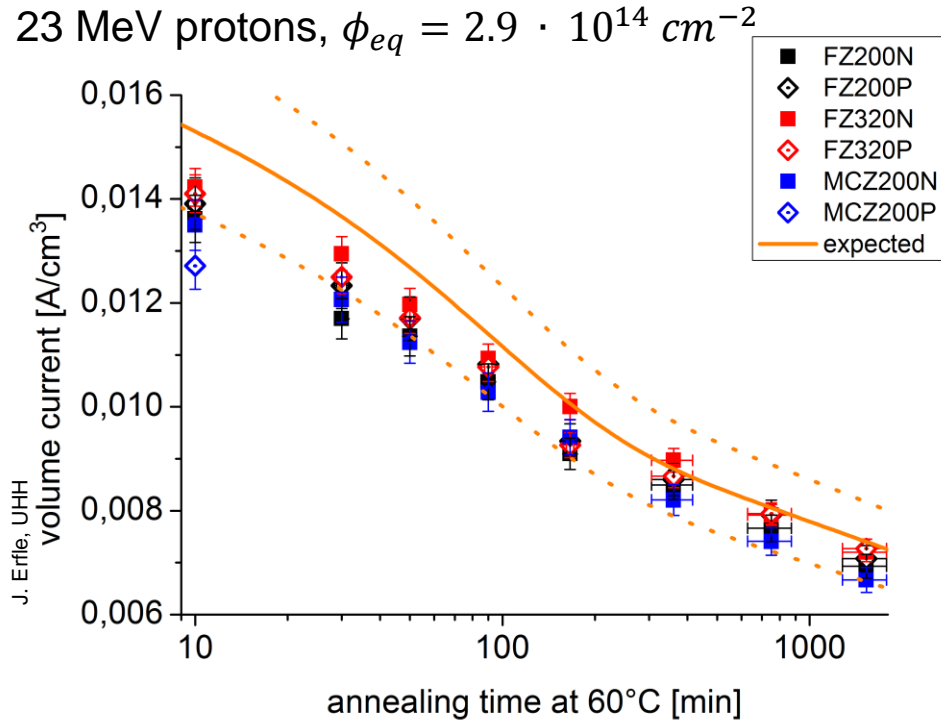 23 MeV protons, ϕ_eq = 2.9 · 10^14 cm^−2
FZ200N
FZ200P
FZ320N
FZ320P
MCZ200N
MCZ200P
expected
0,016
0,014
0,012
0,010
0,008
0,006
volume current [A/cm³]
J. Erfle, UHH
10
100
1000
annealing time at 60°C [min]